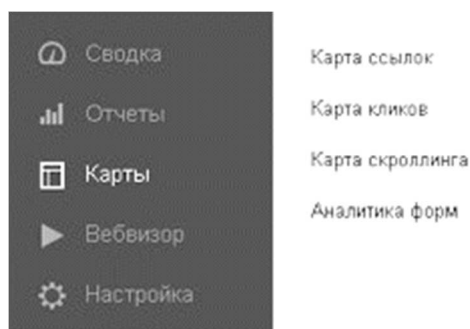 Сводка
Отчеты
Карты
Вебвизор
Настройка
Карта ссылок
Карта кликов
Карта скроллинга
Аналитика форм